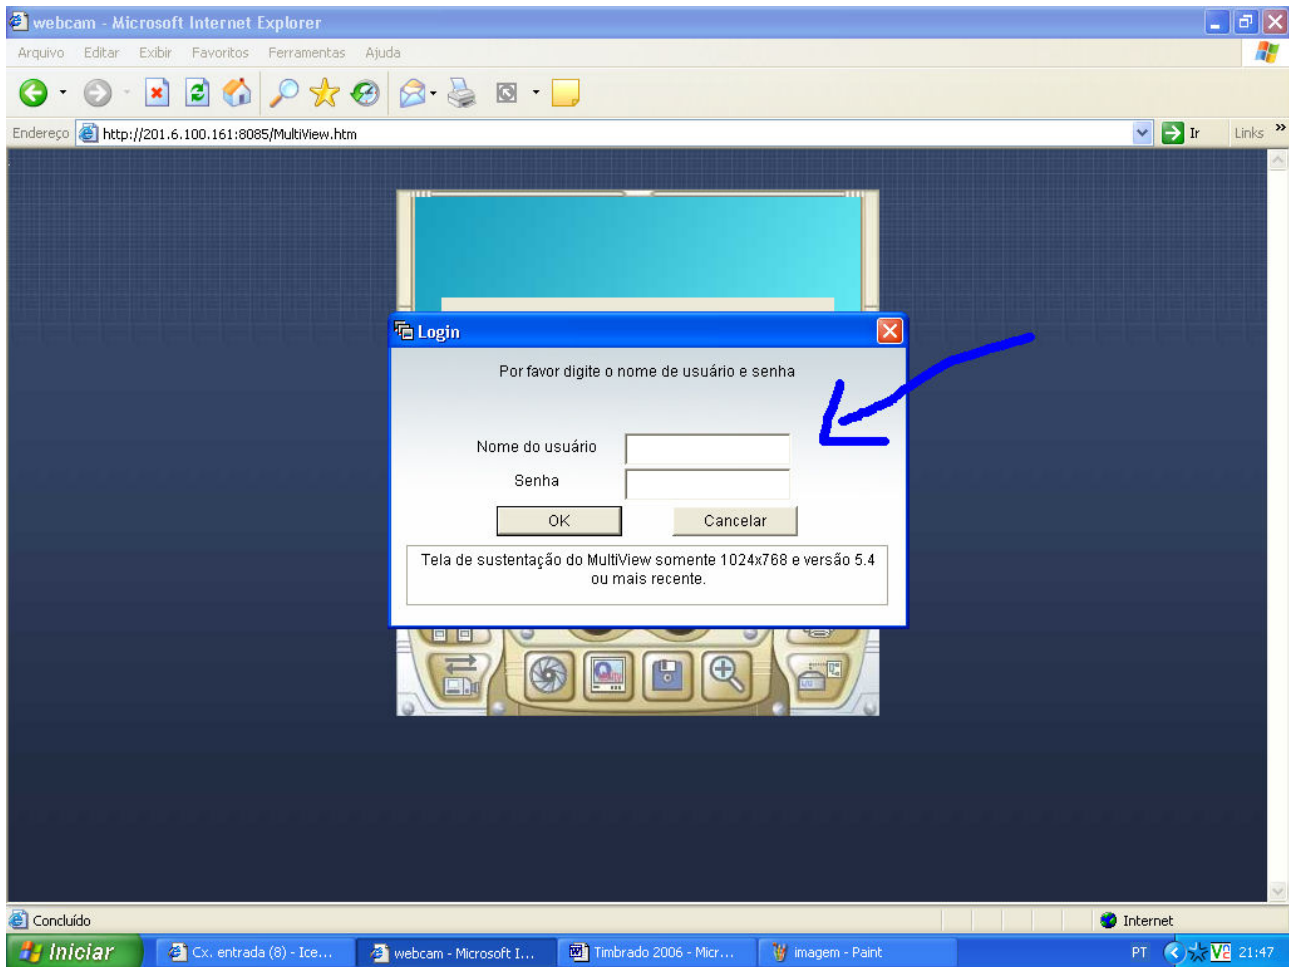 webcam - Microsoft Internet Explorer
Arquivo Editar Exibir Favoritos Ferramentas Ajuda
Endereço http://201.6.100.161:8085/MultiView.htm Ir Links »
Login
Por favor digite o nome de usuário e senha
Nome do usuário
Senha
OK Cancelar
Tela de sustentação do MultiView somente 1024x768 e versão 5.4
ou mais recente.
Concluído Internet
Iniciar Cx. entrada (8) - Ice... webcam - Microsoft I... Timbrado 2006 - Micr... imagem - Paint PT 21:47